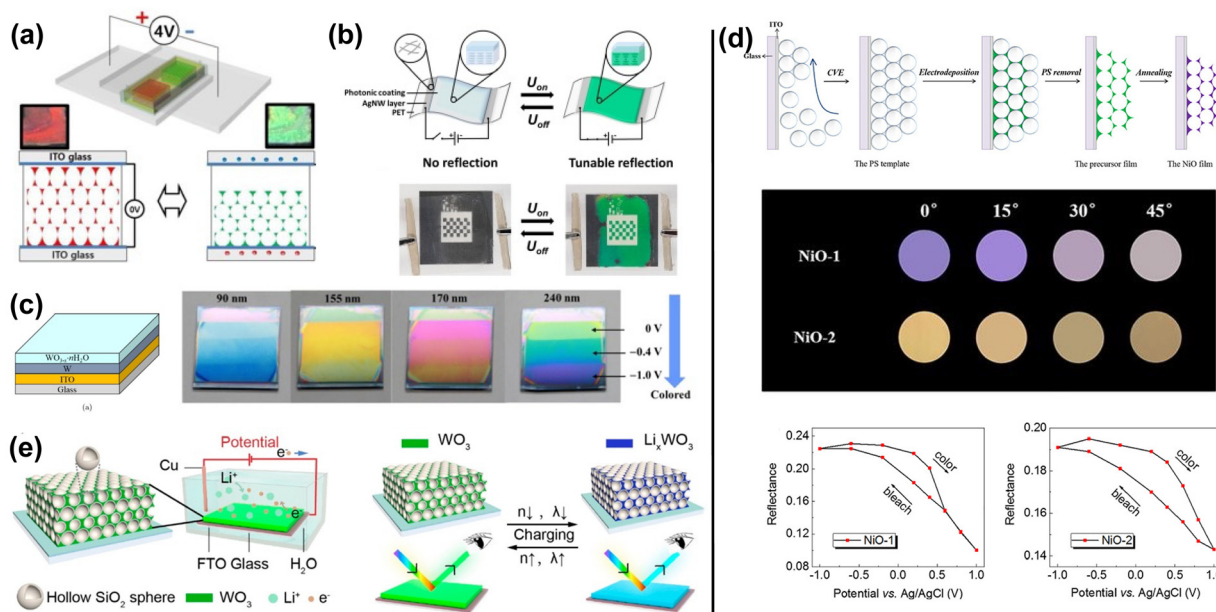 (a)
+
4V
−
ITO glass
0V
ITO glass
(b)
Photonic coating
AgNW layer
PET
Uon
Uoff
No reflection
Tunable reflection
Uon
Uoff
(c)
WO3-x·nH2O
W
ITO
Glass
(a)
90 nm
155 nm
170 nm
240 nm
0 V
−0.4 V
−1.0 V
Colored
(d)
ITO
Glass
CVE
Electrodeposition
PS removal
Annealing
The PS template
The precursor film
The NiO film
0°
15°
30°
45°
NiO-1
NiO-2
0.24
0.20
0.16
0.12
0.08
Reflectance
color
bleach
NiO-1
-1.0
-0.5
0.0
0.5
1.0
Potential vs. Ag/AgCl (V)
0.20
0.18
0.16
0.14
Reflectance
color
bleach
NiO-2
-1.0
-0.5
0.0
0.5
1.0
Potential vs. Ag/AgCl (V)
(e)
Potential
e-
Cu
Li+
e-
FTO Glass
H2O
Hollow SiO2 sphere
WO3
Li+
e-
WO3
LixWO3
n↓ , λ↓
Charging
n↑ , λ↑